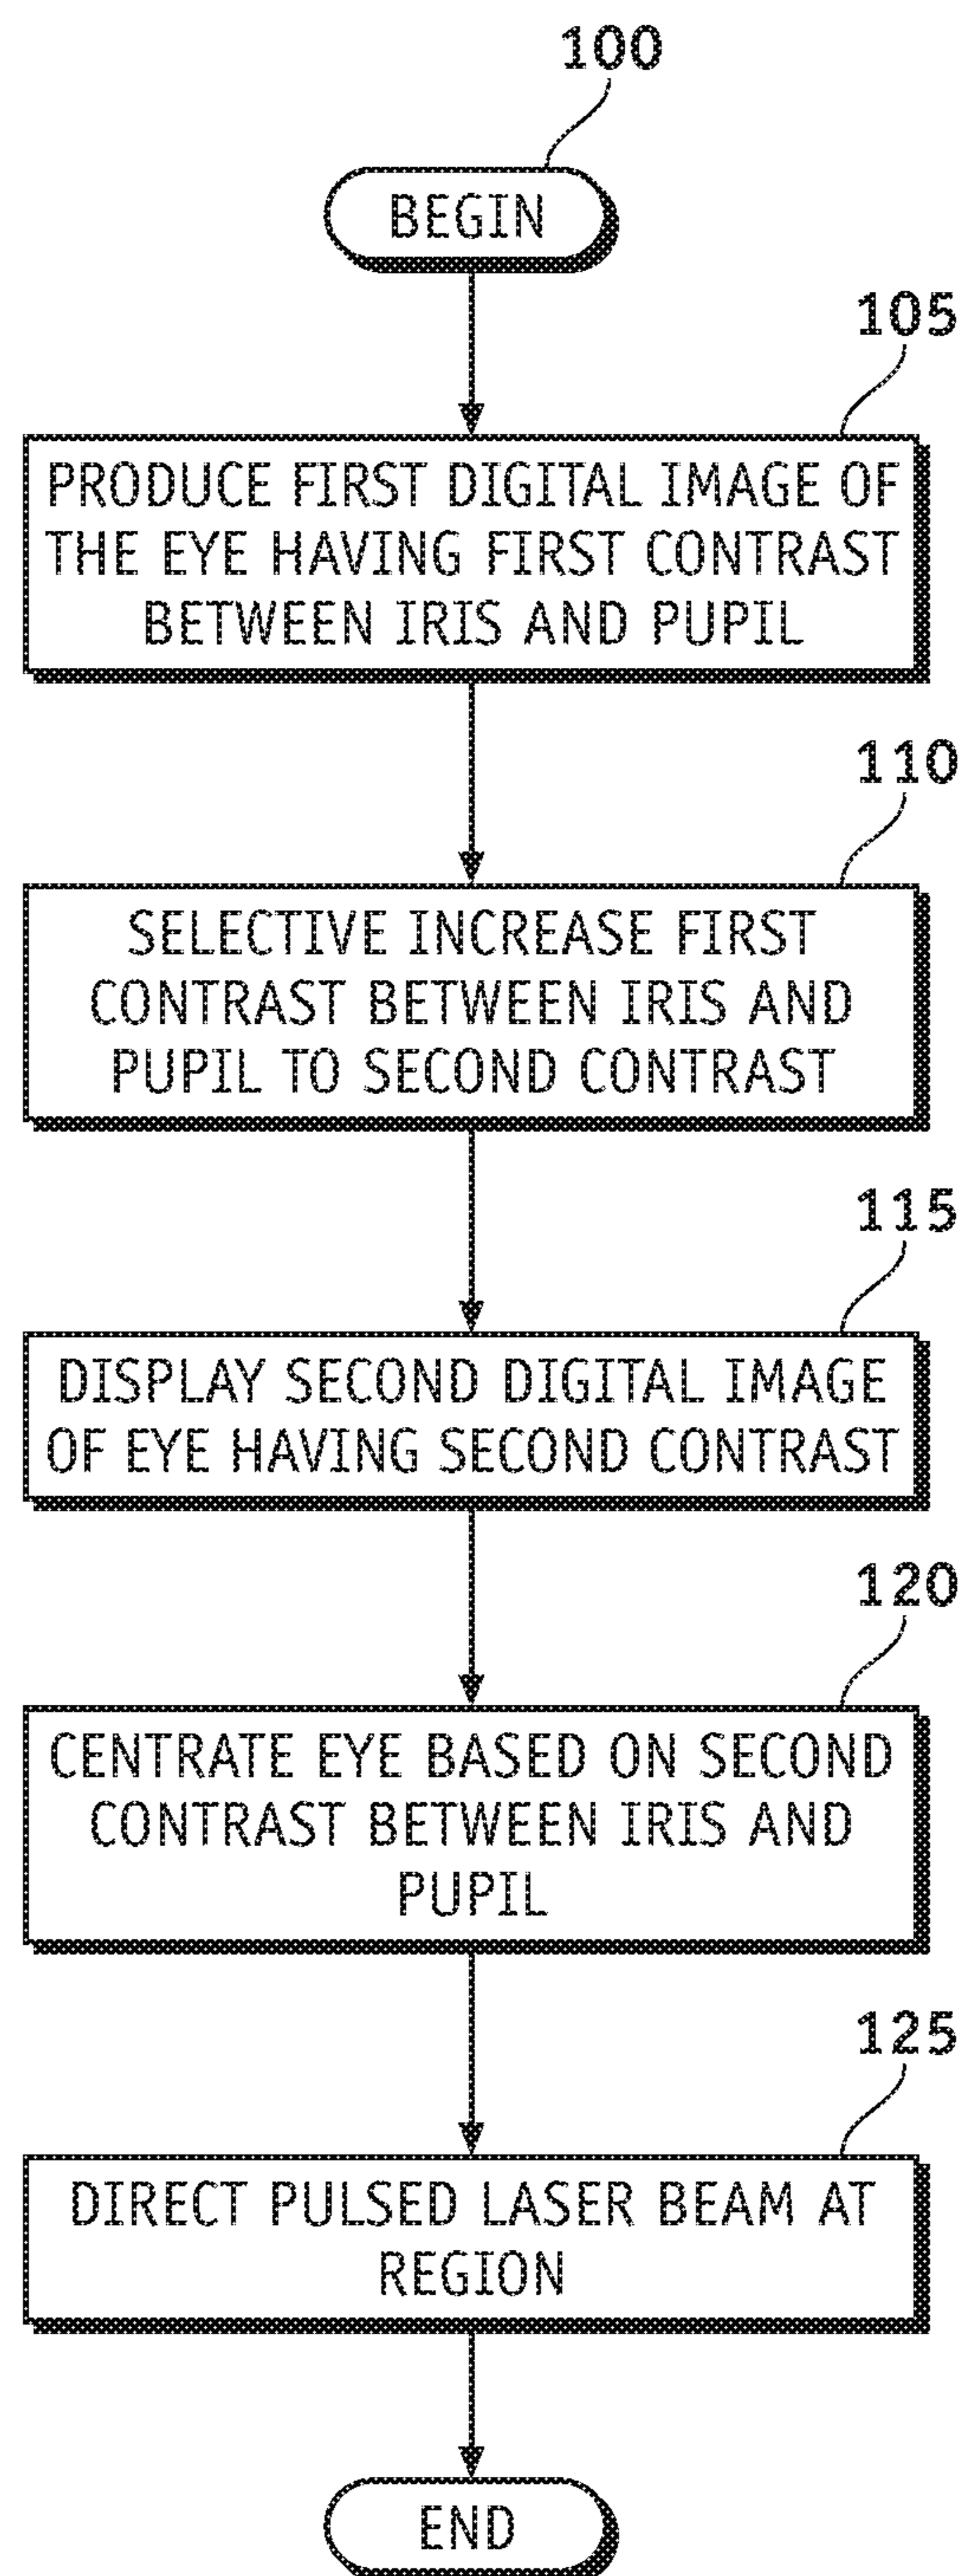 100
BEGIN
105
PRODUCE FIRST DIGITAL IMAGE OF
THE EYE HAVING FIRST CONTRAST
BETWEEN IRIS AND PUPIL
110
SELECTIVE INCREASE FIRST
CONTRAST BETWEEN IRIS AND
PUPIL TO SECOND CONTRAST
115
DISPLAY SECOND DIGITAL IMAGE
OF EYE HAVING SECOND CONTRAST
120
CENTRATE EYE BASED ON SECOND
CONTRAST BETWEEN IRIS AND
PUPIL
125
DIRECT PULSED LASER BEAM AT
REGION
END